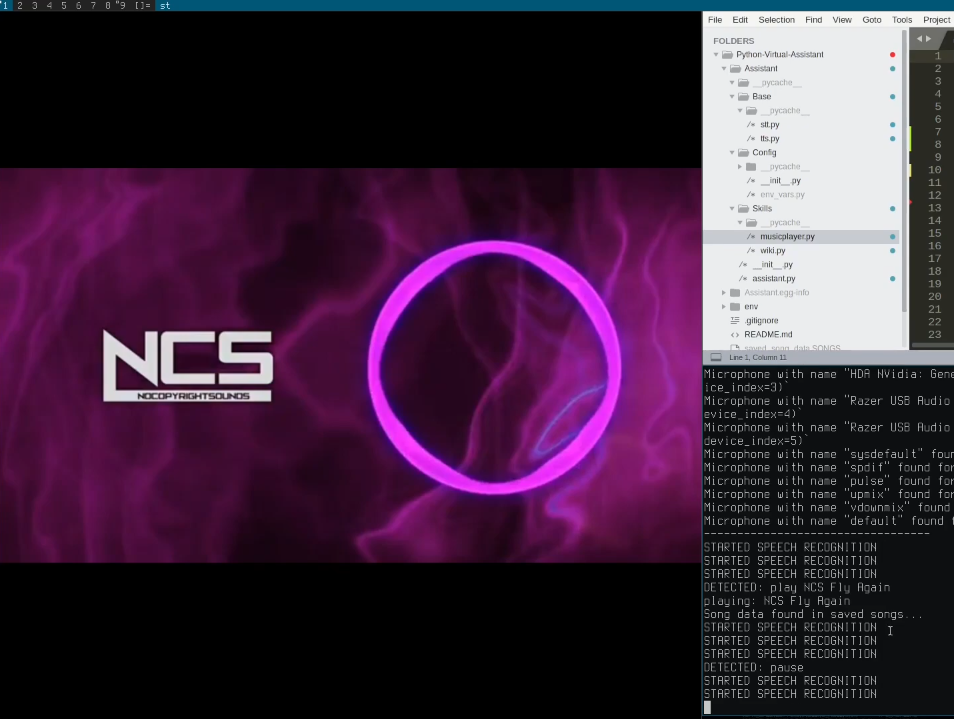 1 2 3 4 5 6 7 8 9 []= st
NCS
NOCOPYRIGHTSOUNDS
File Edit Selection Find View Goto Tools Project
FOLDERS
Python-Virtual-Assistant
Assistant
__pycache__
Base
__pycache__
/* stt.py
/* tts.py
Config
__pycache__
/* __init__.py
/* env_vars.py
Skills
__pycache__
/* musicplayer.py
/* wiki.py
/* __init__.py
/* assistant.py
Assistant.egg-info
env
.gitignore
<> README.md
saved_song_data.SONGS
1
2
3
4
5
6
7
8
9
10
11
12
13
14
15
16
17
18
19
20
21
22
23
Line 1, Column 11
Microphone with name "HDA NVidia: Gene
ice_index=3)`
Microphone with name "Razer USB Audio
evice_index=4)`
Microphone with name "Razer USB Audio
device_index=5)`
Microphone with name "sysdefault" foun
Microphone with name "spdif" found for
Microphone with name "pulse" found for
Microphone with name "upmix" found for
Microphone with name "vdownmix" found
Microphone with name "default" found f
--------------------------------
STARTED SPEECH RECOGNITION
STARTED SPEECH RECOGNITION
STARTED SPEECH RECOGNITION
DETECTED: play NCS Fly Again
playing: NCS Fly Again
Song data found in saved songs...
STARTED SPEECH RECOGNITION
STARTED SPEECH RECOGNITION
STARTED SPEECH RECOGNITION
DETECTED: pause
STARTED SPEECH RECOGNITION
STARTED SPEECH RECOGNITION